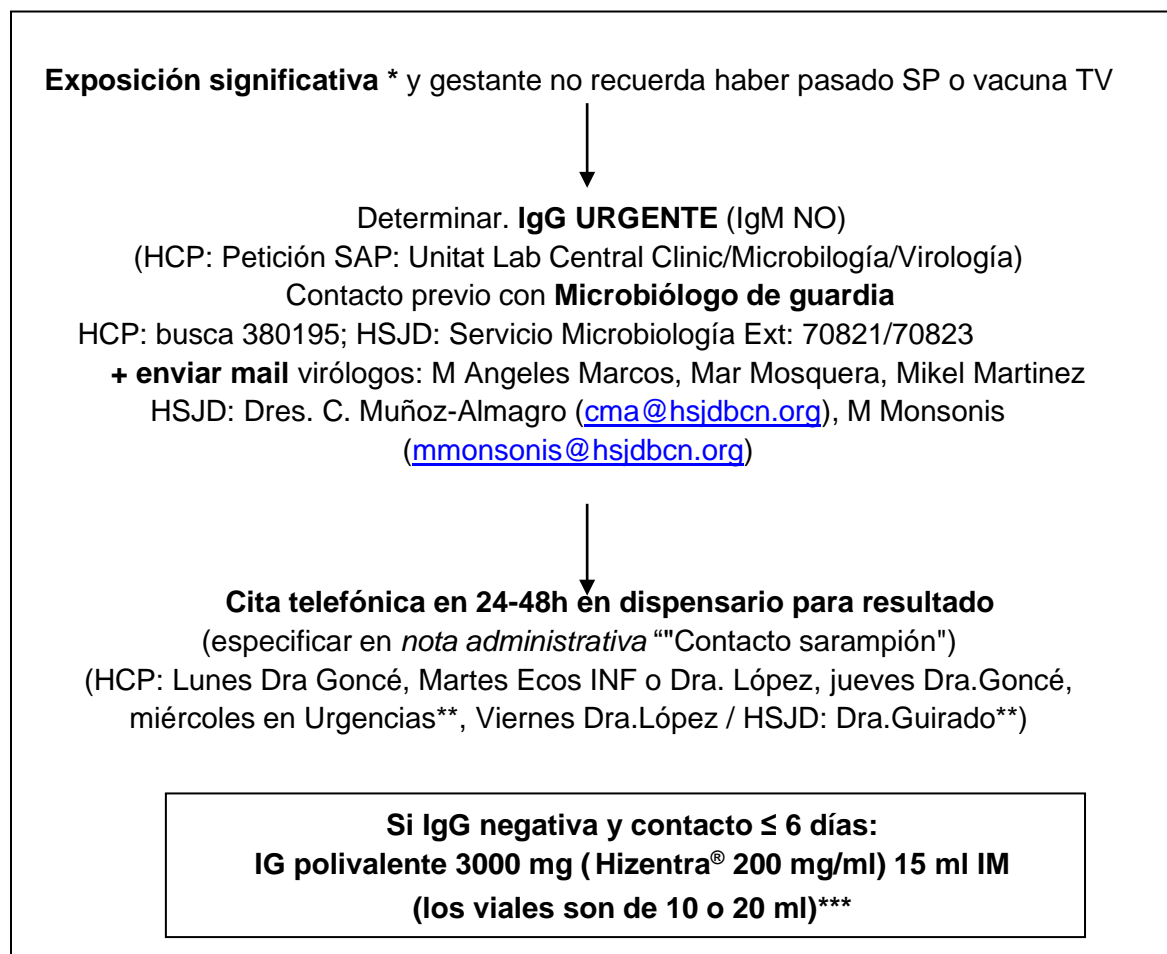 Exposición significativa * y gestante no recuerda haber pasado SP o vacuna TV
Determinar. IgG URGENTE (IgM NO)
(HCP: Petición SAP: Unitat Lab Central Clinic/Microbilogía/Virología)
Contacto previo con Microbiólogo de guardia
HCP: busca 380195; HSJD: Servicio Microbiología Ext: 70821/70823
+ enviar mail virólogos: M Angeles Marcos, Mar Mosquera, Mikel Martinez
HSJD: Dres. C. Muñoz-Almagro (cma@hsjdbcn.org), M Monsonis
(mmonsonis@hsjdbcn.org)
Cita telefónica en 24-48h en dispensario para resultado
(especificar en nota administrativa “"Contacto sarampión")
(HCP: Lunes Dra Goncé, Martes Ecos INF o Dra. López, jueves Dra.Goncé,
miércoles en Urgencias**, Viernes Dra.López / HSJD: Dra.Guirado**)
Si IgG negativa y contacto ≤ 6 días:
IG polivalente 3000 mg (Hizentra® 200 mg/ml) 15 ml IM
(los viales son de 10 o 20 ml)***